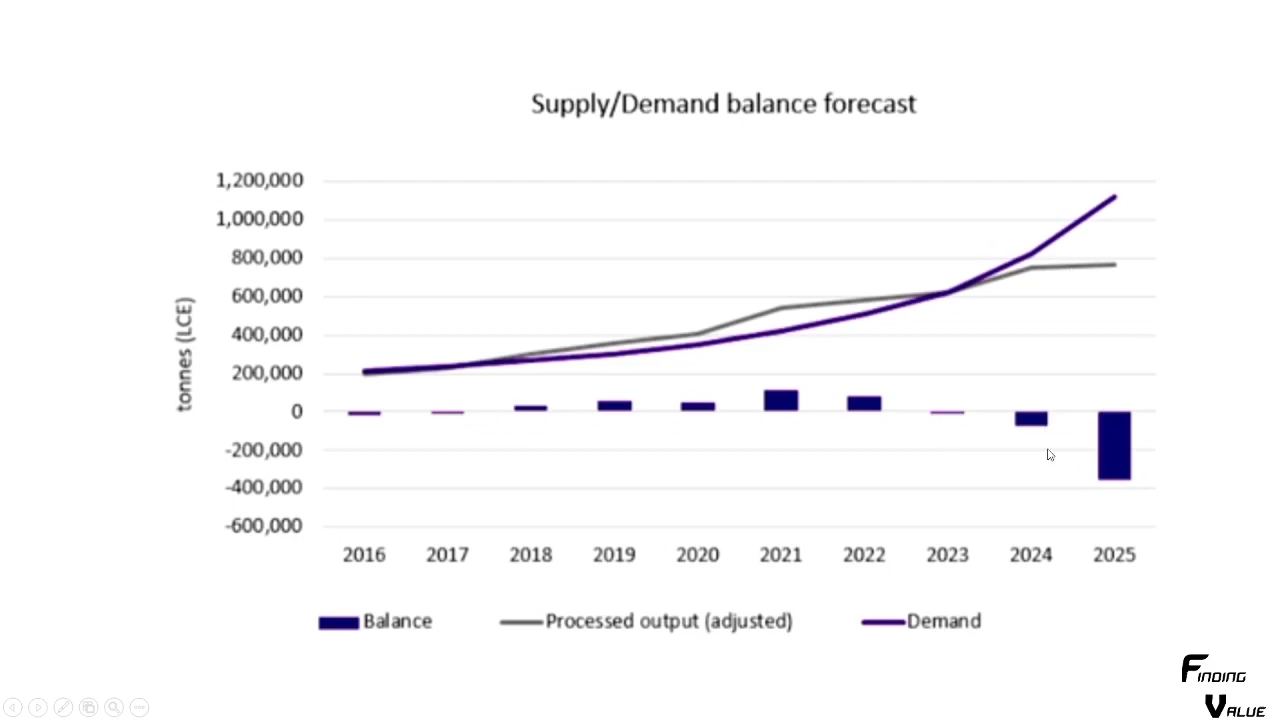 Supply/Demand balance forecast
1,200,000
1,000,000
800,000
600,000
400,000
200,000
0
-200,000
-400,000
-600,000
tonnes (LCE)
2016 2017 2018 2019 2020 2021 2022 2023 2024 2025
Balance Processed output (adjusted) Demand
Finding
Value